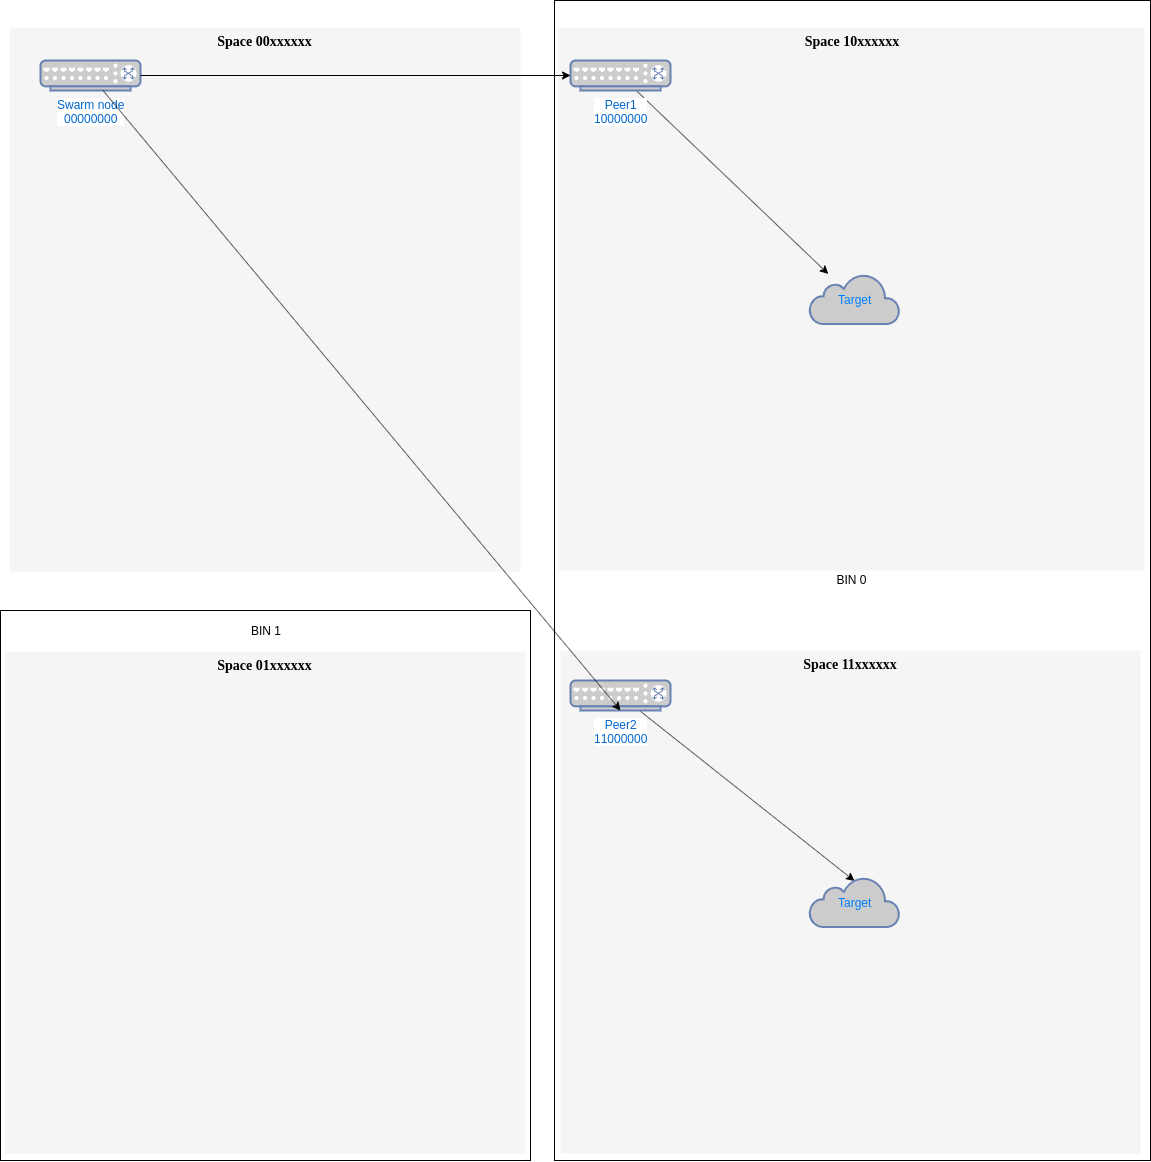 Space 00xxxxxx
Swarm node
00000000
Space 10xxxxxx
Peer1
10000000
Target
BIN 0
BIN 1
Space 01xxxxxx
Space 11xxxxxx
Peer2
11000000
Target